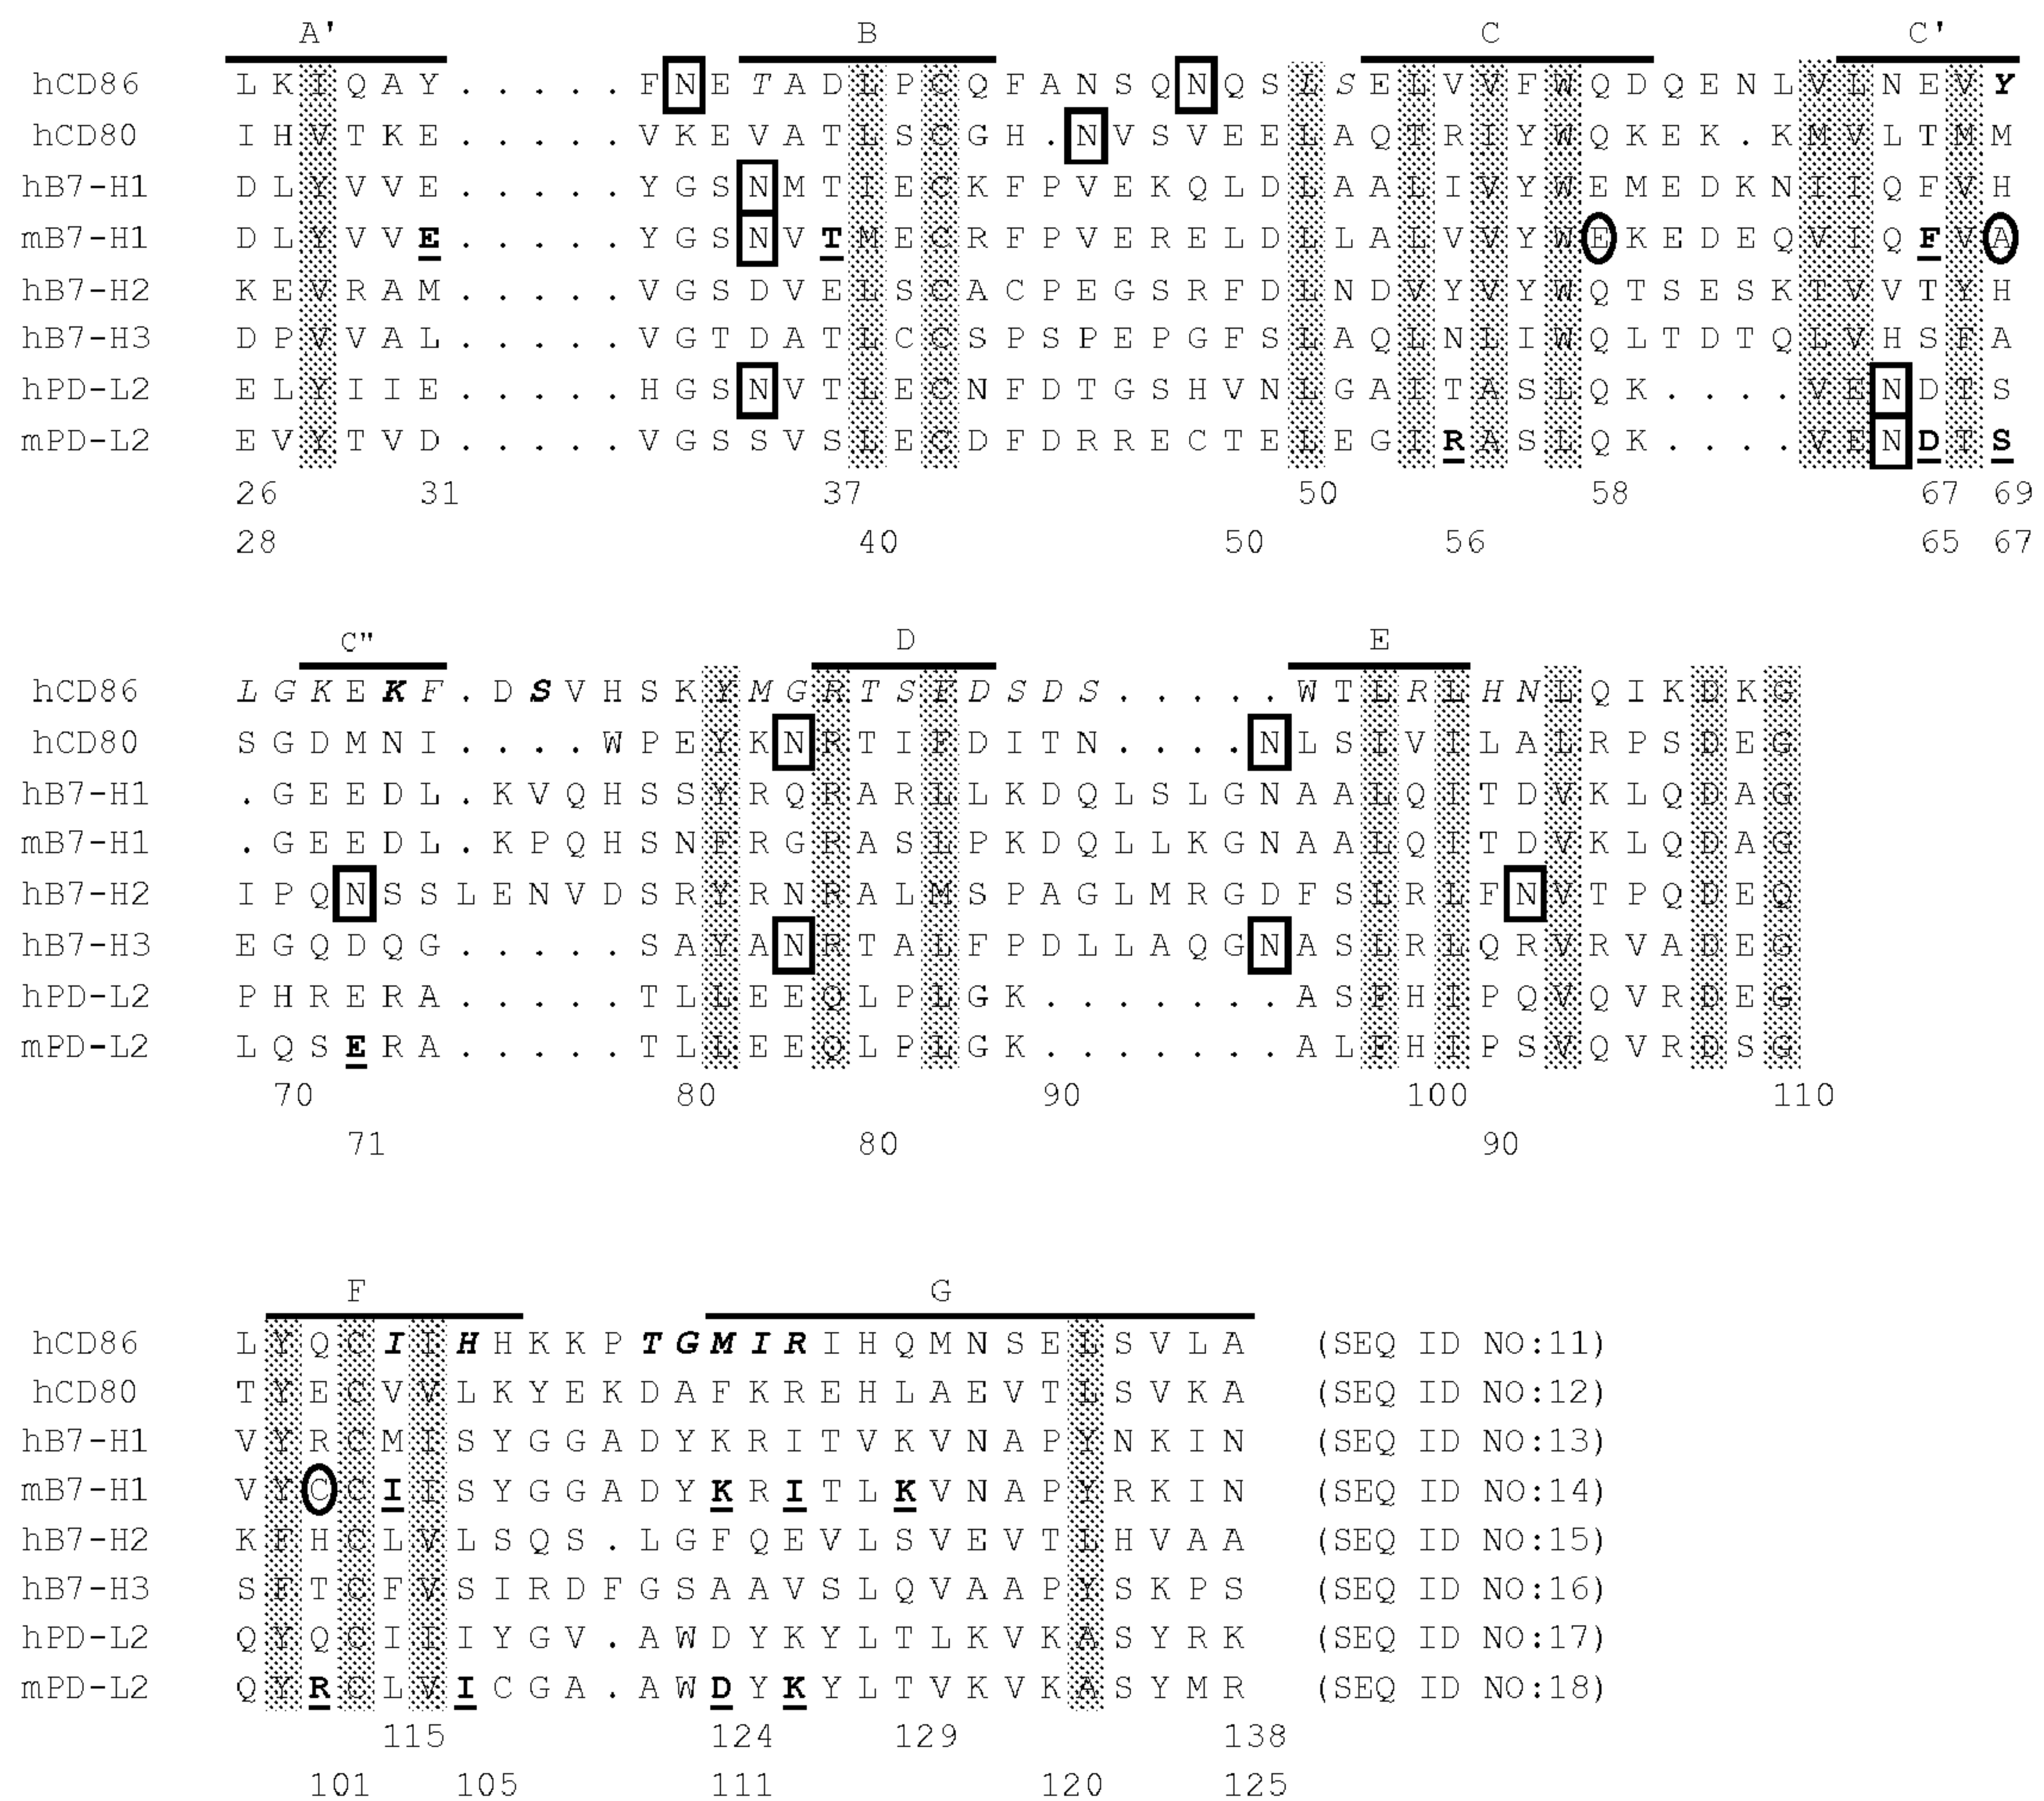 A' B C C'
hCD86 L K I Q A Y . . . . . F N E T A D L P C Q F A N S Q N Q S L S E L V V F W Q D Q E N L V L N E V Y
hCD80 I H V T K E . . . . . V K E V A T L S C G H . N V S V E E L A Q T R I Y W Q K E K . K M V L T M M
hB7-H1 D L Y V V E . . . . . Y G S N M T I E C K F P V E K Q L D L A A L I V Y W E M E D K N I I Q F V H
mB7-H1 D L Y V V E . . . . . Y G S N V T M E C R F P V E R E L D L L A L V V Y W E K E D E Q V I Q F V A
hB7-H2 K E V R A M . . . . . V G S D V E L S C A C P E G S R F D L N D V Y V Y W Q T S E S K T V V T Y H
hB7-H3 D P V V A L . . . . . V G T D A T L C C S P S P E P G F S L A Q L N L I W Q L T D T Q L V H S F A
hPD-L2 E L Y I I E . . . . . H G S N V T L E C N F D T G S H V N L G A I T A S L Q K . . . . V E N D T S
mPD-L2 E V Y T V D . . . . . V G S S V S L E C D F D R R E C T E L E G I R A S L Q K . . . . V E N D T S
26 31 37 50 58 67 69
28 40 50 56 65 67
C" D E
hCD86 L G K E K F . D S V H S K Y M G R T S F D S D S . . . . . W T L R L H N L Q I K D K G
hCD80 S G D M N I . . . . W P E Y K N R T I F D I T N . . . . N L S I V I L A L R P S D E G
hB7-H1 . G E E D L . K V Q H S S Y R Q R A R L L K D Q L S L G N A A L Q I T D V K L Q D A G
mB7-H1 . G E E D L . K P Q H S N F R G R A S L P K D Q L L K G N A A L Q I T D V K L Q D A G
hB7-H2 I P Q N S S L E N V D S R Y R N R A L M S P A G L M R G D F S L R L F N V T P Q D E Q
hB7-H3 E G Q D Q G . . . . . S A Y A N R T A L F P D L L A Q G N A S L R L Q R V R V A D E G
hPD-L2 P H R E R A . . . . . T L L E E Q L P L G K . . . . . . . A S F H I P Q V Q V R D E G
mPD-L2 L Q S E R A . . . . . T L L E E Q L P L G K . . . . . . . A L F H I P S V Q V R D S G
70 80 90 100 110
71 80 90
F G
hCD86 L Y Q C I I H H K K P T G M I R I H Q M N S E L S V L A (SEQ ID NO:11)
hCD80 T Y E C V V L K Y E K D A F K R E H L A E V T L S V K A (SEQ ID NO:12)
hB7-H1 V Y R C M I S Y G G A D Y K R I T V K V N A P Y N K I N (SEQ ID NO:13)
mB7-H1 V Y C C I I S Y G G A D Y K R I T L K V N A P Y R K I N (SEQ ID NO:14)
hB7-H2 K F H C L V L S Q S . L G F Q E V L S V E V T L H V A A (SEQ ID NO:15)
hB7-H3 S F T C F V S I R D F G S A A V S L Q V A A P Y S K P S (SEQ ID NO:16)
hPD-L2 Q Y Q C I I I Y G V . A W D Y K Y L T L K V K A S Y R K (SEQ ID NO:17)
mPD-L2 Q Y R C L V I C G A . A W D Y K Y L T V K V K A S Y M R (SEQ ID NO:18)
115 124 129 138
101 105 111 120 125